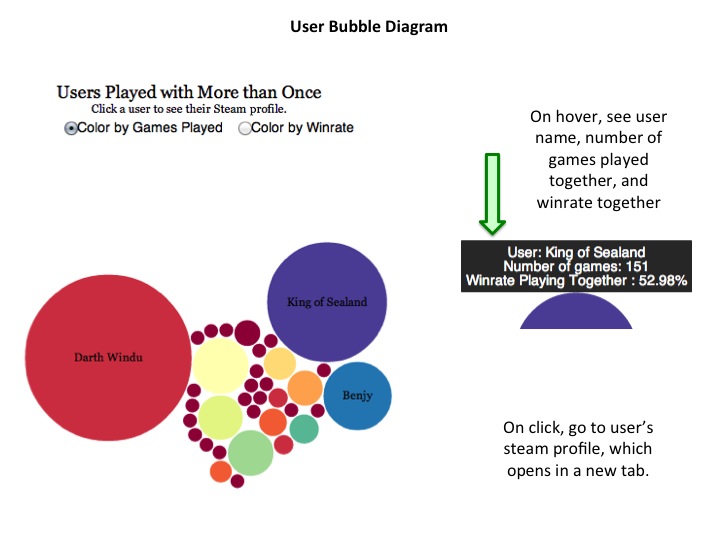 User Bubble Diagram
Users Played with More than Once
Click a user to see their Steam profile.
Color by Games Played Color by Winrate
On hover, see user
name, number of
games played
together, and
winrate together
User: King of Sealand
Number of games: 151
Winrate Playing Together : 52.98%
King of Sealand
Darth Windu
Benjy
On click, go to user’s
steam profile, which
opens in a new tab.